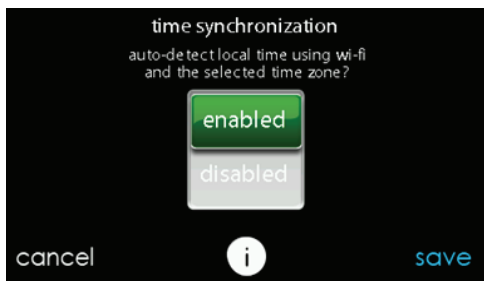 time synchronization
auto-detect local time using wi-fi
and the selected time zone?
enabled
disabled
cancel
i
save